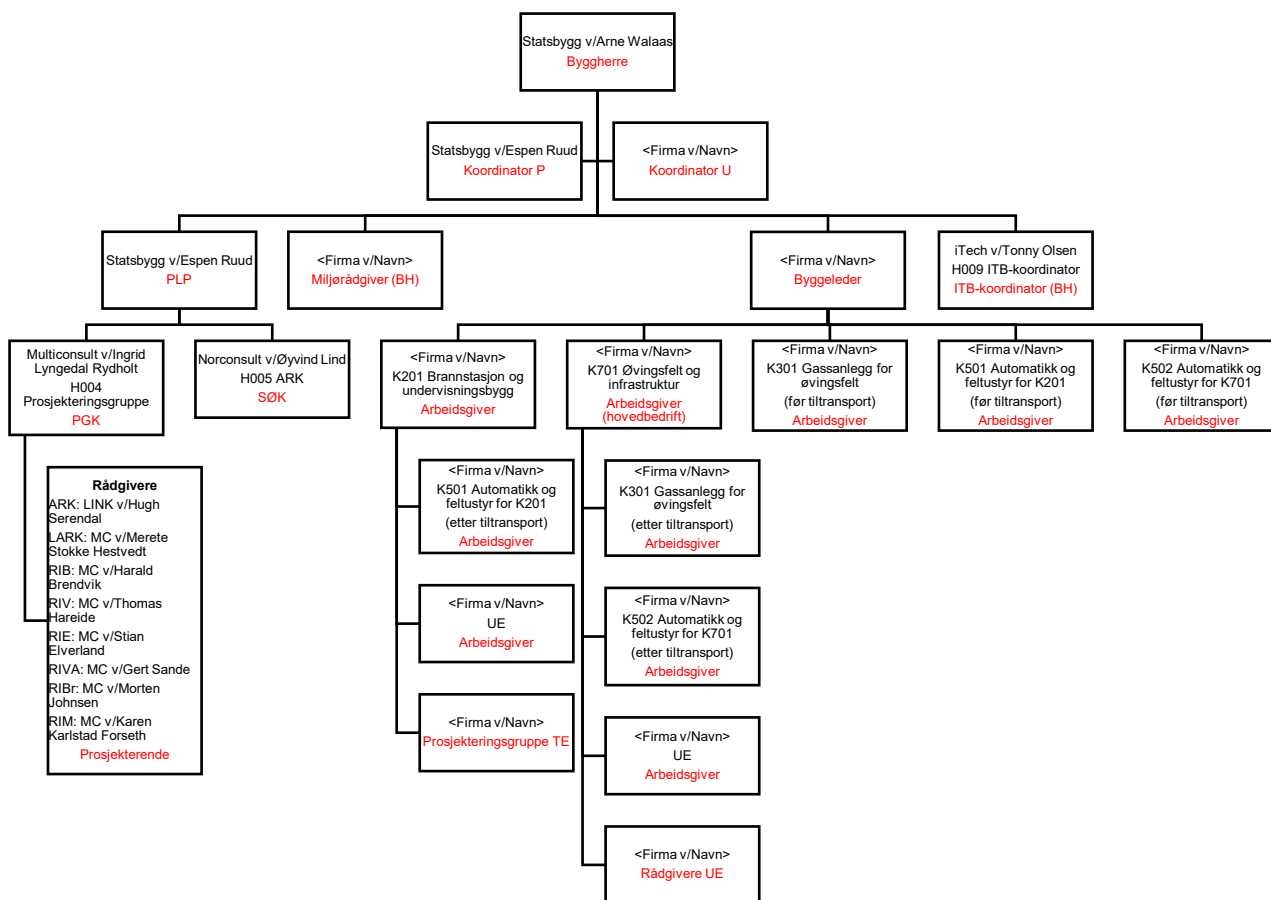 Statsbygg v/Arne Walaas
Byggherre
Statsbygg v/Espen Ruud
Koordinator P
<Firma v/Navn>
Koordinator U
Statsbygg v/Espen Ruud
PLP
<Firma v/Navn>
Miljørådgiver (BH)
<Firma v/Navn>
Byggeleder
iTech v/Tonny Olsen
H009 ITB-koordinator
ITB-koordinator (BH)
Multiconsult v/Ingrid
Lyngedal Rydholt
H004
Prosjekteringsgruppe
PGK
Norconsult v/Øyvind Lind
H005 ARK
SØK
<Firma v/Navn>
K201 Brannstasjon og
undervisningsbygg
Arbeidsgiver
<Firma v/Navn>
K701 Øvingsfelt og
infrastruktur
Arbeidsgiver
(hovedbedrift)
<Firma v/Navn>
K301 Gassanlegg for
øvingsfelt
(før tiltransport)
Arbeidsgiver
<Firma v/Navn>
K501 Automatikk og
feltustyr for K201
(før tiltransport)
Arbeidsgiver
<Firma v/Navn>
K502 Automatikk og
feltustyr for K701
(før tiltransport)
Arbeidsgiver
Rådgivere
ARK: LINK v/Hugh
Serendal
LARK: MC v/Merete
Stokke Hestvedt
RIB: MC v/Harald
Brendvik
RIV: MC v/Thomas
Hareide
RIE: MC v/Stian
Elverland
RIVA: MC v/Gert Sande
RIBr: MC v/Morten
Johnsen
RIM: MC v/Karen
Karlstad Forseth
Prosjekterende
<Firma v/Navn>
K501 Automatikk og
feltustyr for K201
(etter tiltransport)
Arbeidsgiver
<Firma v/Navn>
UE
Arbeidsgiver
<Firma v/Navn>
Prosjekteringsgruppe TE
<Firma v/Navn>
K301 Gassanlegg for
øvingsfelt
(etter tiltransport)
Arbeidsgiver
<Firma v/Navn>
K502 Automatikk og
feltustyr for K701
(etter tiltransport)
Arbeidsgiver
<Firma v/Navn>
UE
Arbeidsgiver
<Firma v/Navn>
Rådgivere UE